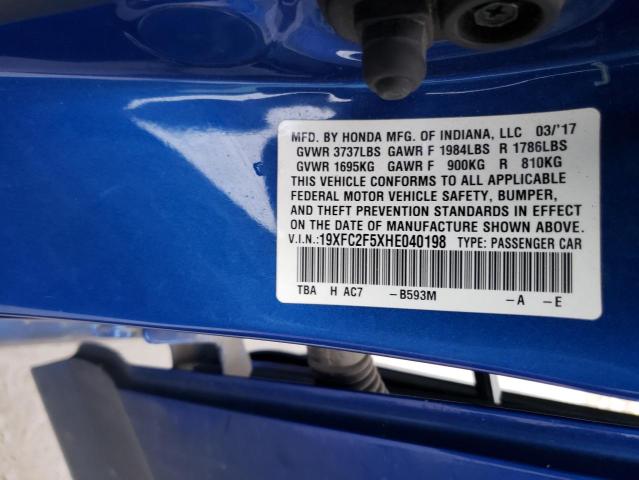 MFD. BY HONDA MFG. OF INDIANA, LLC 03/'17
GVWR 3737LBS GAWR F 1984LBS R 1786LBS
GVWR 1695KG GAWR F 900KG R 810KG
THIS VEHICLE CONFORMS TO ALL APPLICABLE
FEDERAL MOTOR VEHICLE SAFETY, BUMPER,
AND THEFT PREVENTION STANDARDS IN EFFECT
ON THE DATE OF MANUFACTURE SHOWN ABOVE.
V.I.N.:19XFC2F5XHE040198 TYPE: PASSENGER CAR
TBA H AC7 -B593M -A -E